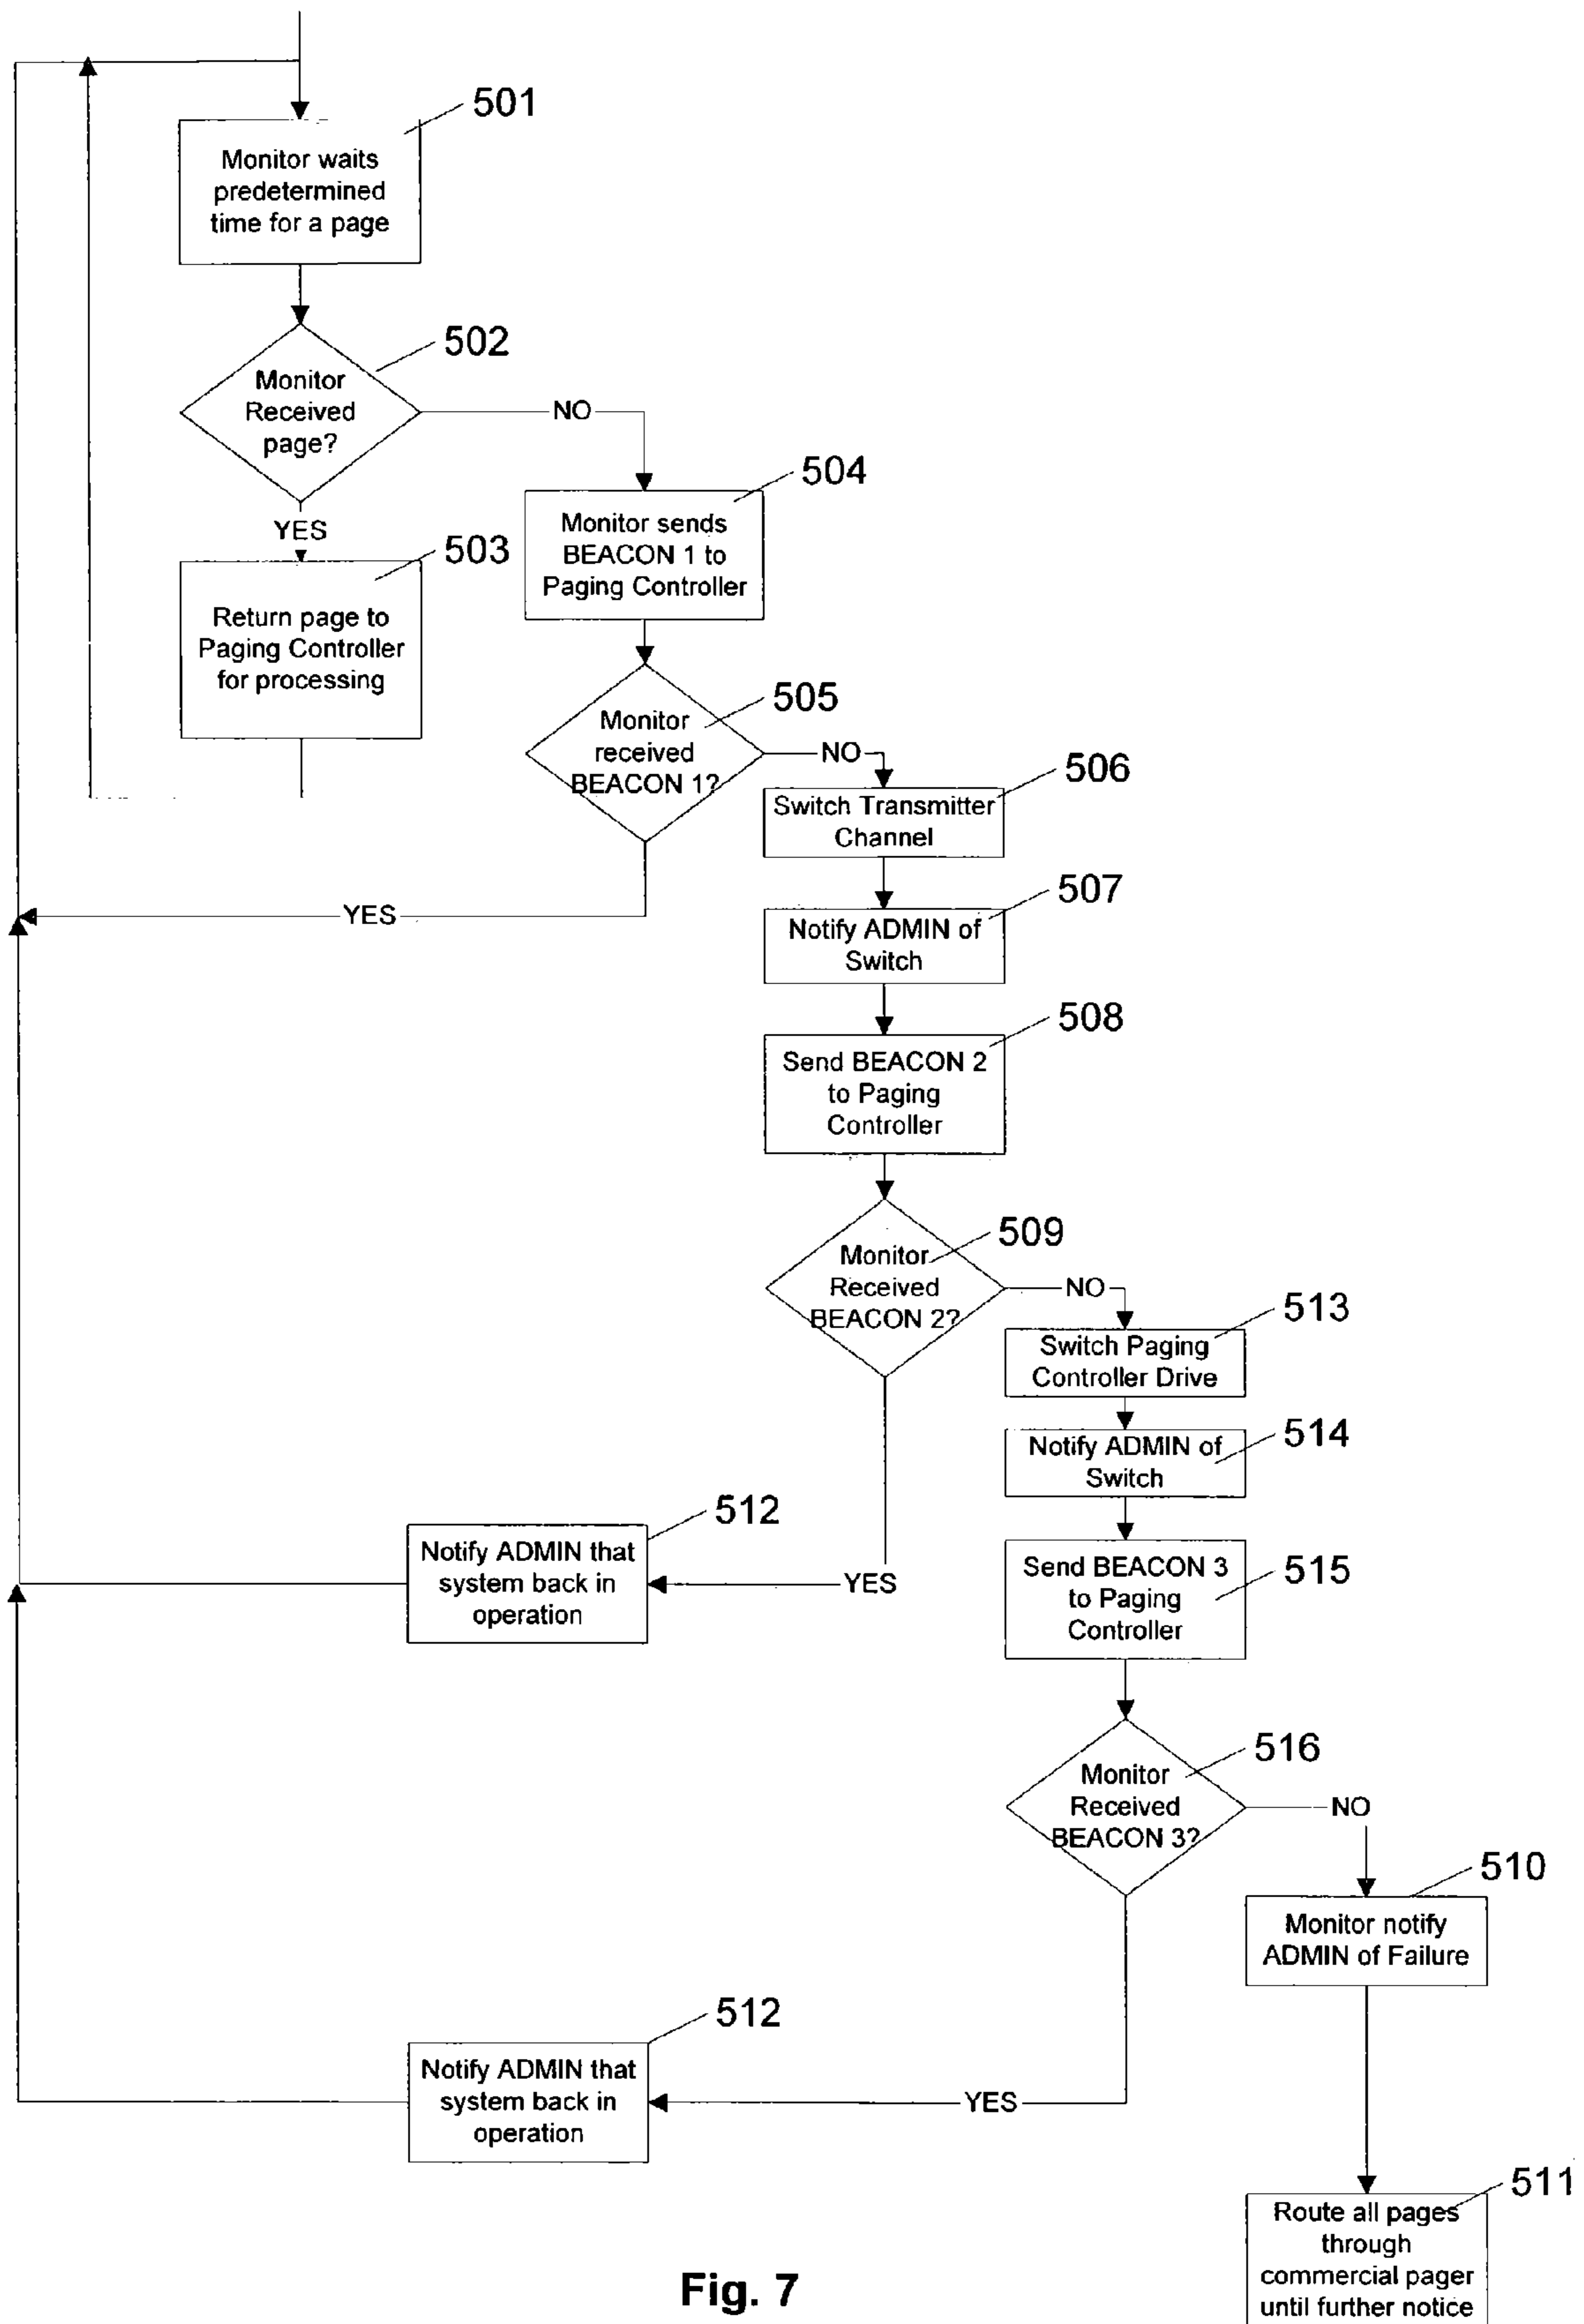 501
Monitor waits
predetermined
time for a page
502
Monitor
Received
page?
NO
YES
504
Monitor sends
BEACON 1 to
Paging Controller
503
Return page to
Paging Controller
for processing
505
Monitor
received
BEACON 1?
NO
YES
506
Switch Transmitter
Channel
507
Notify ADMIN of
Switch
508
Send BEACON 2
to Paging
Controller
509
Monitor
Received
BEACON 2?
NO
YES
513
Switch Paging
Controller Drive
514
Notify ADMIN of
Switch
512
Notify ADMIN that
system back in
operation
515
Send BEACON 3
to Paging
Controller
516
Monitor
Received
BEACON 3?
NO
YES
510
Monitor notify
ADMIN of Failure
512
Notify ADMIN that
system back in
operation
511
Route all pages
through
commercial pager
until further notice
Fig. 7